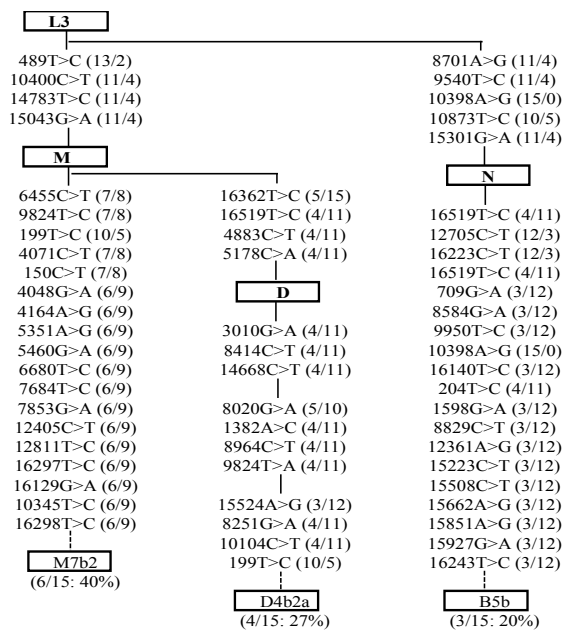 L3
489T>C (13/2)
10400C>T (11/4)
14783T>C (11/4)
15043G>A (11/4)
M
6455C>T (7/8)
9824T>C (7/8)
199T>C (10/5)
4071C>T (7/8)
150C>T (7/8)
4048G>A (6/9)
4164A>G (6/9)
5351A>G (6/9)
5460G>A (6/9)
6680T>C (6/9)
7684T>C (6/9)
7853G>A (6/9)
12405C>T (6/9)
12811T>C (6/9)
16297T>C (6/9)
16129G>A (6/9)
10345T>C (6/9)
16298T>C (6/9)
M7b2
(6/15: 40%)
16362T>C (5/15)
16519T>C (4/11)
4883C>T (4/11)
5178C>A (4/11)
D
3010G>A (4/11)
8414C>T (4/11)
14668C>T (4/11)
8020G>A (5/10)
1382A>C (4/11)
8964C>T (4/11)
9824T>A (4/11)
15524A>G (3/12)
8251G>A (4/11)
10104C>T (4/11)
199T>C (10/5)
D4b2a
(4/15: 27%)
8701A>G (11/4)
9540T>C (11/4)
10398A>G (15/0)
10873T>C (10/5)
15301G>A (11/4)
N
16519T>C (4/11)
12705C>T (12/3)
16223C>T (12/3)
16519T>C (4/11)
709G>A (3/12)
8584G>A (3/12)
9950T>C (3/12)
10398A>G (15/0)
16140T>C (3/12)
204T>C (4/11)
1598G>A (3/12)
8829C>T (3/12)
12361A>G (3/12)
15223C>T (3/12)
15508C>T (3/12)
15662A>G (3/12)
15851A>G (3/12)
15927G>A (3/12)
16243T>C (3/12)
B5b
(3/15: 20%)